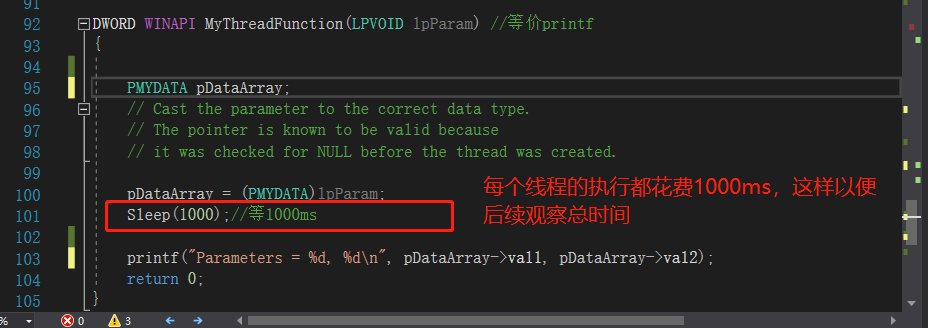 91
92 DWORD WINAPI MyThreadFunction(LPVOID lpParam) //等价printf
93 {
94
95 PMYDATA pDataArray;
96 // Cast the parameter to the correct data type.
97 // The pointer is known to be valid because
98 // it was checked for NULL before the thread was created.
99
100 pDataArray = (PMYDATA)lpParam;
101 Sleep(1000);//等1000ms
102
103 printf("Parameters = %d, %d\n", pDataArray->val1, pDataArray->val2);
104 return 0;
105 }
每个线程的执行都花费1000ms，这样以便
后续观察总时间
% 0 3